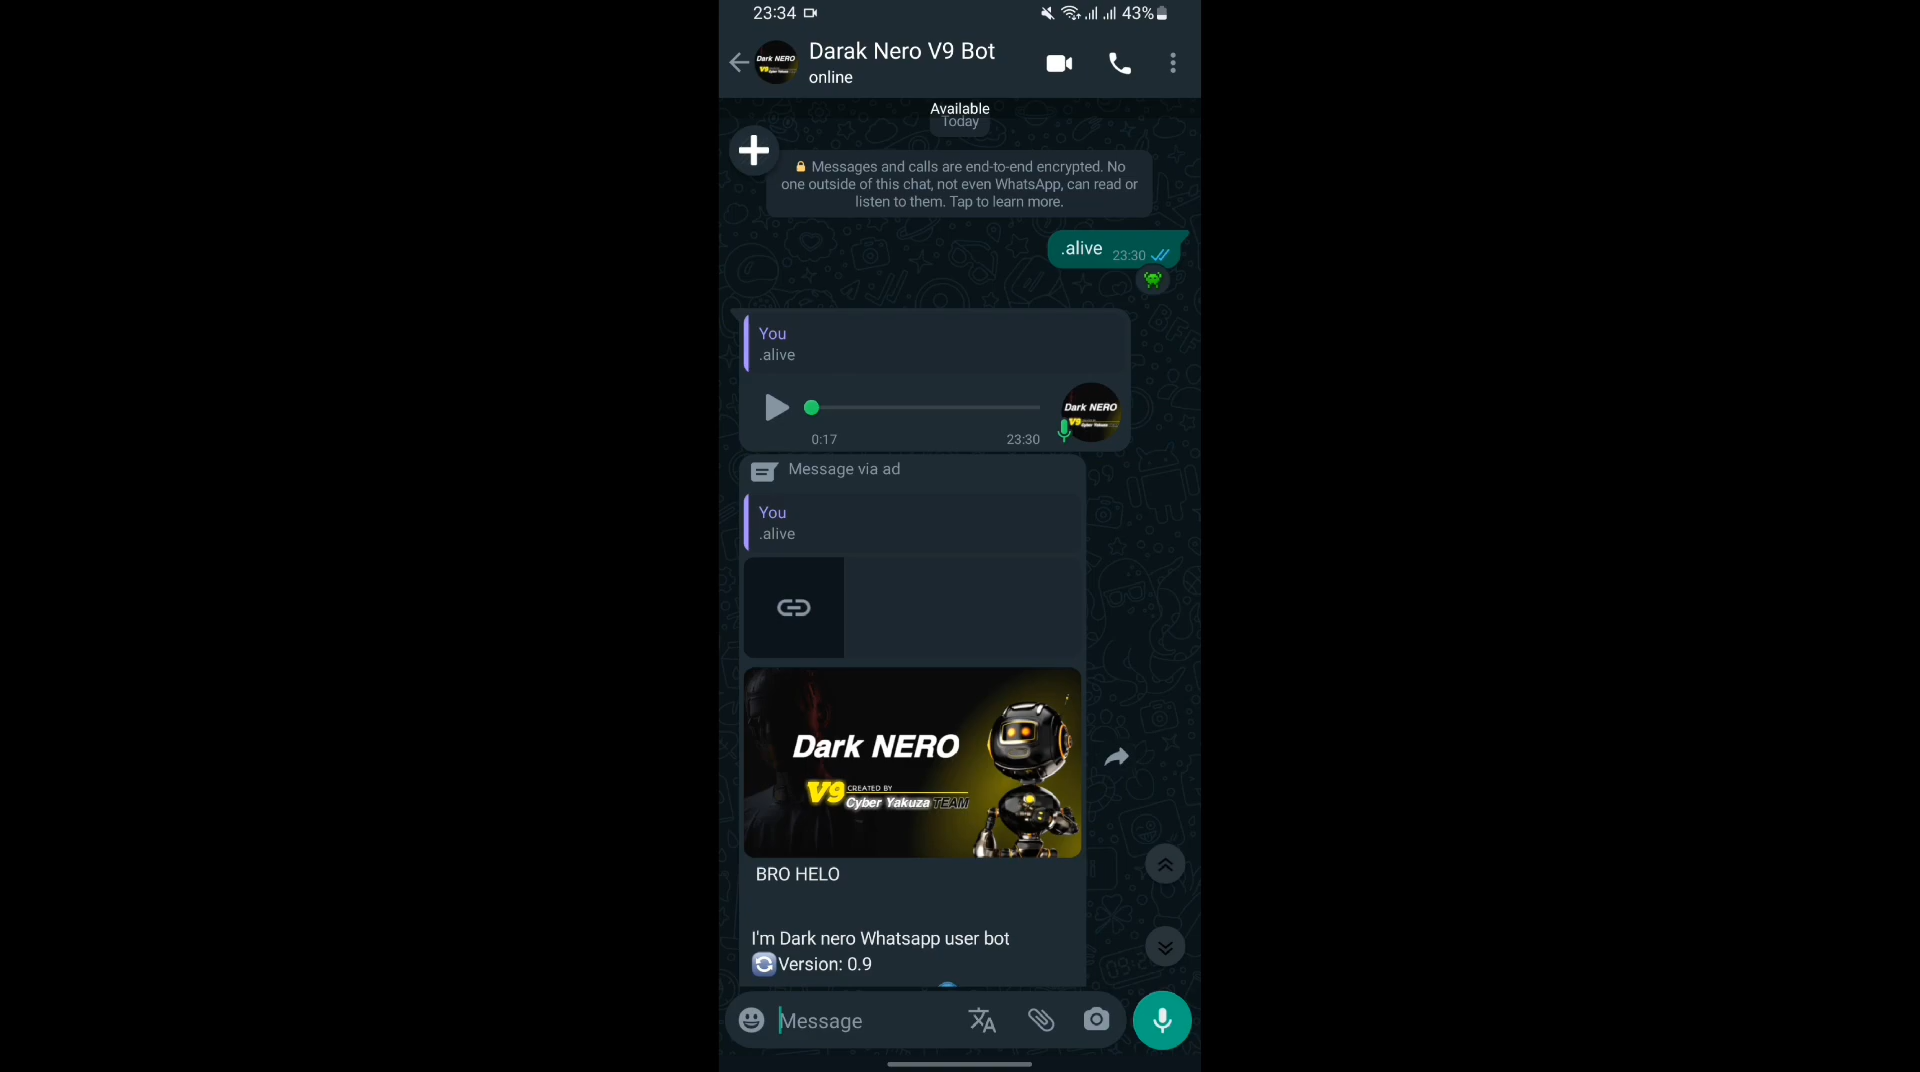 23:34
43%
Darak Nero V9 Bot
online
Available
Today
Messages and calls are end-to-end encrypted. No
one outside of this chat, not even WhatsApp, can read or
listen to them. Tap to learn more.
.alive 23:30
You
.alive
Dark NERO
V9
0:17 23:30
Message via ad
You
.alive
Dark NERO
V9 CREATED BY
Cyber Yakuza TEAM
BRO HELO
I'm Dark nero Whatsapp user bot
Version: 0.9
Message